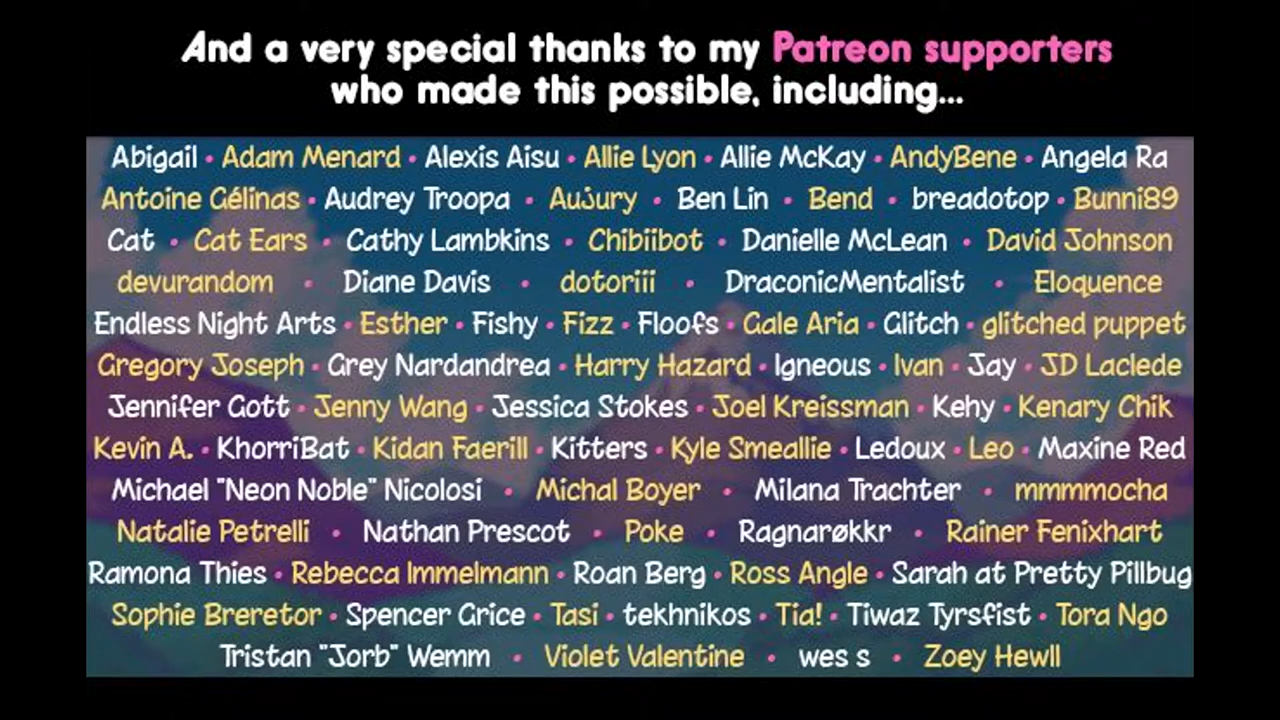 And a very special thanks to my Patreon supporters
who made this possible, including...
Abigail • Adam Menard • Alexis Aisu • Allie Lyon • Allie McKay • AndyBene • Angela Ra
Antoine Gélinas • Audrey Troopa • Aujury • Ben Lin • Bend • breadotop • Bunni89
Cat • Cat Ears • Cathy Lambkins • Chibiibot • Danielle McLean • David Johnson
devurandom • Diane Davis • dotoriii • DraconicMentalist • Eloquence
Endless Night Arts • Esther • Fishy • Fizz • Floofs • Gale Aria • Glitch • glitched puppet
Gregory Joseph • Grey Nardandrea • Harry Hazard • Igneous • Ivan • Jay • JD Laclede
Jennifer Gott • Jenny Wang • Jessica Stokes • Joel Kreissman • Kehy • Kenary Chik
Kevin A. • KhorriBat • Kidan Faerill • Kitters • Kyle Smeallie • Ledoux • Leo • Maxine Red
Michael "Neon Noble" Nicolosi • Michal Boyer • Milana Trachter • mmmmocha
Natalie Petrelli • Nathan Prescot • Poke • Ragnarøkkr • Rainer Fenixhart
Ramona Thies • Rebecca Immelmann • Roan Berg • Ross Angle • Sarah at Pretty Pillbug
Sophie Breretor • Spencer Grice • Tasi • tekhnikos • Tia! • Tiwaz Tyrsfist • Tora Ngo
Tristan "Jorb" Wemm • Violet Valentine • wes s • Zoey Hewll